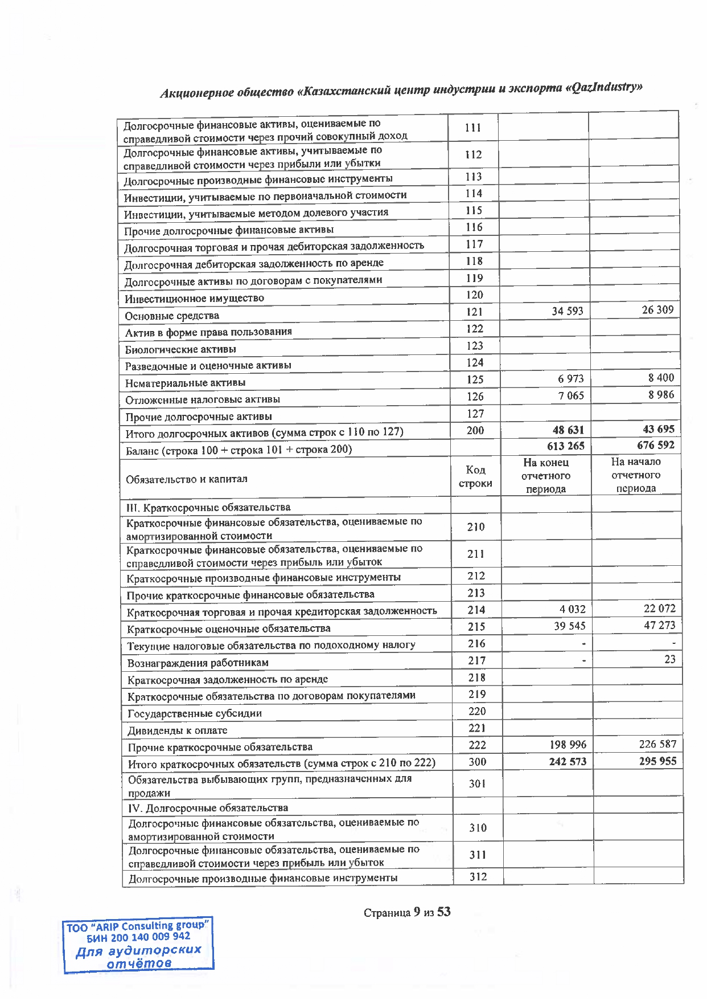 Акционерное общество «Казахстанский центр индустрии и экспорта «QazIndustry»
Долгосрочные финансовые активы, оцениваемые по
справедливой стоимости через прочий совокупный доход 111
Долгосрочные финансовые активы, учитываемые по
справедливой стоимости через прибыли или убытки 112
Долгосрочные производные финансовые инструменты 113
Инвестиции, учитываемые по первоначальной стоимости 114
Инвестиции, учитываемые методом долевого участия 115
Прочие долгосрочные финансовые активы 116
Долгосрочная торговая и прочая дебиторская задолженность 117
Долгосрочная дебиторская задолженность по аренде 118
Долгосрочные активы по договорам с покупателями 119
Инвестиционное имущество 120
Основные средства 121 34 593 26 309
Актив в форме права пользования 122
Биологические активы 123
Разведочные и оценочные активы 124
Нематериальные активы 125 6 973 8 400
Отложенные налоговые активы 126 7 065 8 986
Прочие долгосрочные активы 127
Итого долгосрочных активов (сумма строк с 110 по 127) 200 48 631 43 695
Баланс (строка 100 + строка 101 + строка 200) 613 265 676 592
Обязательство и капитал
Код
строки
На конец
отчетного
периода
На начало
отчетного
периода
III. Краткосрочные обязательства
Краткосрочные финансовые обязательства, оцениваемые по
амортизированной стоимости 210
Краткосрочные финансовые обязательства, оцениваемые по
справедливой стоимости через прибыль или убыток 211
Краткосрочные производные финансовые инструменты 212
Прочие краткосрочные финансовые обязательства 213
Краткосрочная торговая и прочая кредиторская задолженность 214 4 032 22 072
Краткосрочные оценочные обязательства 215 39 545 47 273
Текущие налоговые обязательства по подоходному налогу 216 - -
Вознаграждения работникам 217 - 23
Краткосрочная задолженность по аренде 218
Краткосрочные обязательства по договорам покупателями 219
Государственные субсидии 220
Дивиденды к оплате 221
Прочие краткосрочные обязательства 222 198 996 226 587
Итого краткосрочных обязательств (сумма строк с 210 по 222) 300 242 573 295 955
Обязательства выбывающих групп, предназначенных для
продажи 301
IV. Долгосрочные обязательства
Долгосрочные финансовые обязательства, оцениваемые по
амортизированной стоимости 310
Долгосрочные финансовые обязательства, оцениваемые по
справедливой стоимости через прибыль или убыток 311
Долгосрочные производные финансовые инструменты 312
Страница 9 из 53
ТОО "ARIP Consulting group"
БИН 200 140 009 942
Для аудиторских
отчётов